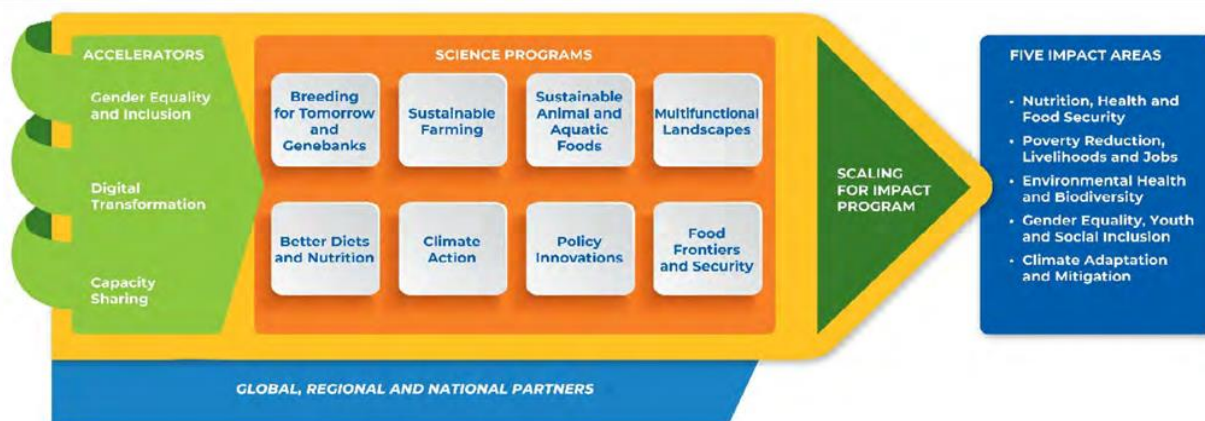 ACCELERATORS
Gender Equality
and Inclusion
Digital
Transformation
Capacity
Sharing
SCIENCE PROGRAMS
Breeding
for Tomorrow
and
Genebanks
Sustainable
Farming
Sustainable
Animal and
Aquatic
Foods
Multifunctional
Landscapes
Better Diets
and Nutrition
Climate
Action
Policy
Innovations
Food
Frontiers
and Security
SCALING
FOR IMPACT
PROGRAM
FIVE IMPACT AREAS
• Nutrition, Health and
Food Security
• Poverty Reduction,
Livelihoods and Jobs
• Environmental Health
and Biodiversity
• Gender Equality, Youth
and Social Inclusion
• Climate Adaptation
and Mitigation
GLOBAL, REGIONAL AND NATIONAL PARTNERS